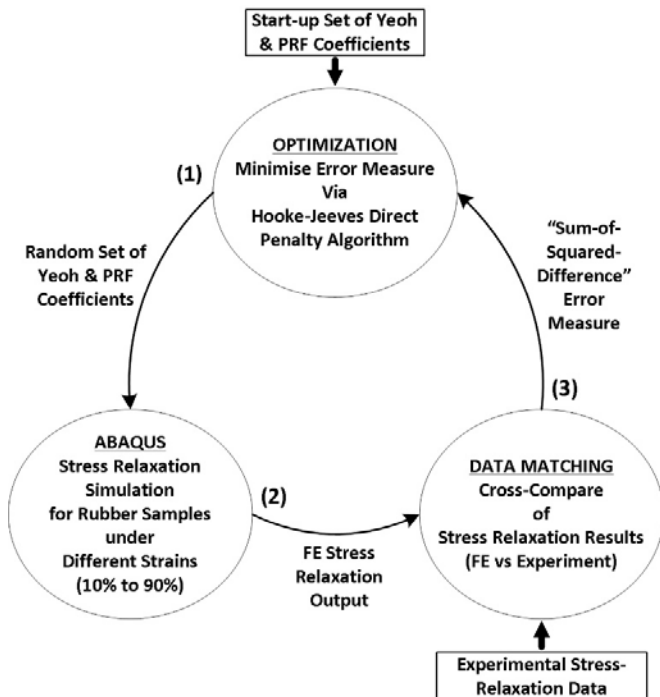 Start-up Set of Yeoh
& PRF Coefficients
OPTIMIZATION
Minimise Error Measure
Via
Hooke-Jeeves Direct
Penalty Algorithm
(1)
Random Set of
Yeoh & PRF
Coefficients
"Sum-of-
Squared-
Difference"
Error
Measure
ABAQUS
Stress Relaxation
Simulation
for Rubber Samples
under
Different Strains
(10% to 90%)
(2)
FE Stress
Relaxation
Output
(3)
DATA MATCHING
Cross-Compare
of
Stress Relaxation Results
(FE vs Experiment)
Experimental Stress-
Relaxation Data